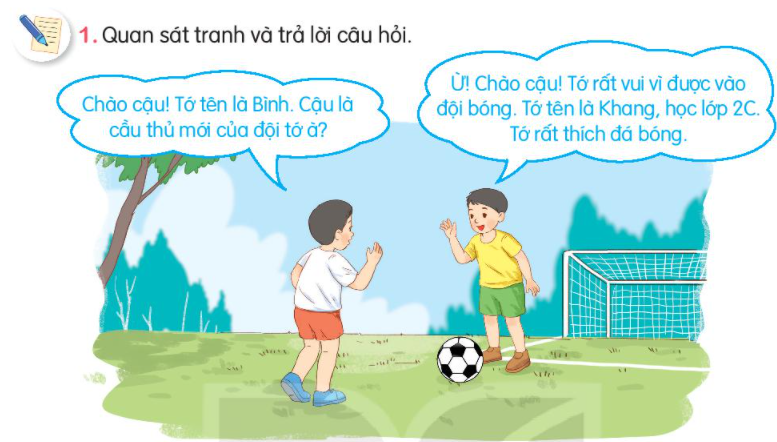 1. Quan sát tranh và trả lời câu hỏi.
Chào cậu! Tớ tên là Bình. Cậu là
cầu thủ mới của đội tớ à?
Ừ! Chào cậu! Tớ rất vui vì được vào
đội bóng. Tớ tên là Khang, học lớp 2C.
Tớ rất thích đá bóng.